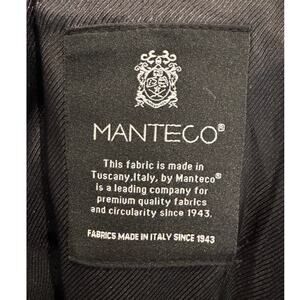 MANTECO®
This fabric is made in
Tuscany,Italy, by Manteco®
is a leading company for
premium quality fabrics
and circularity since 1943.
FABRICS MADE IN ITALY SINCE 1943